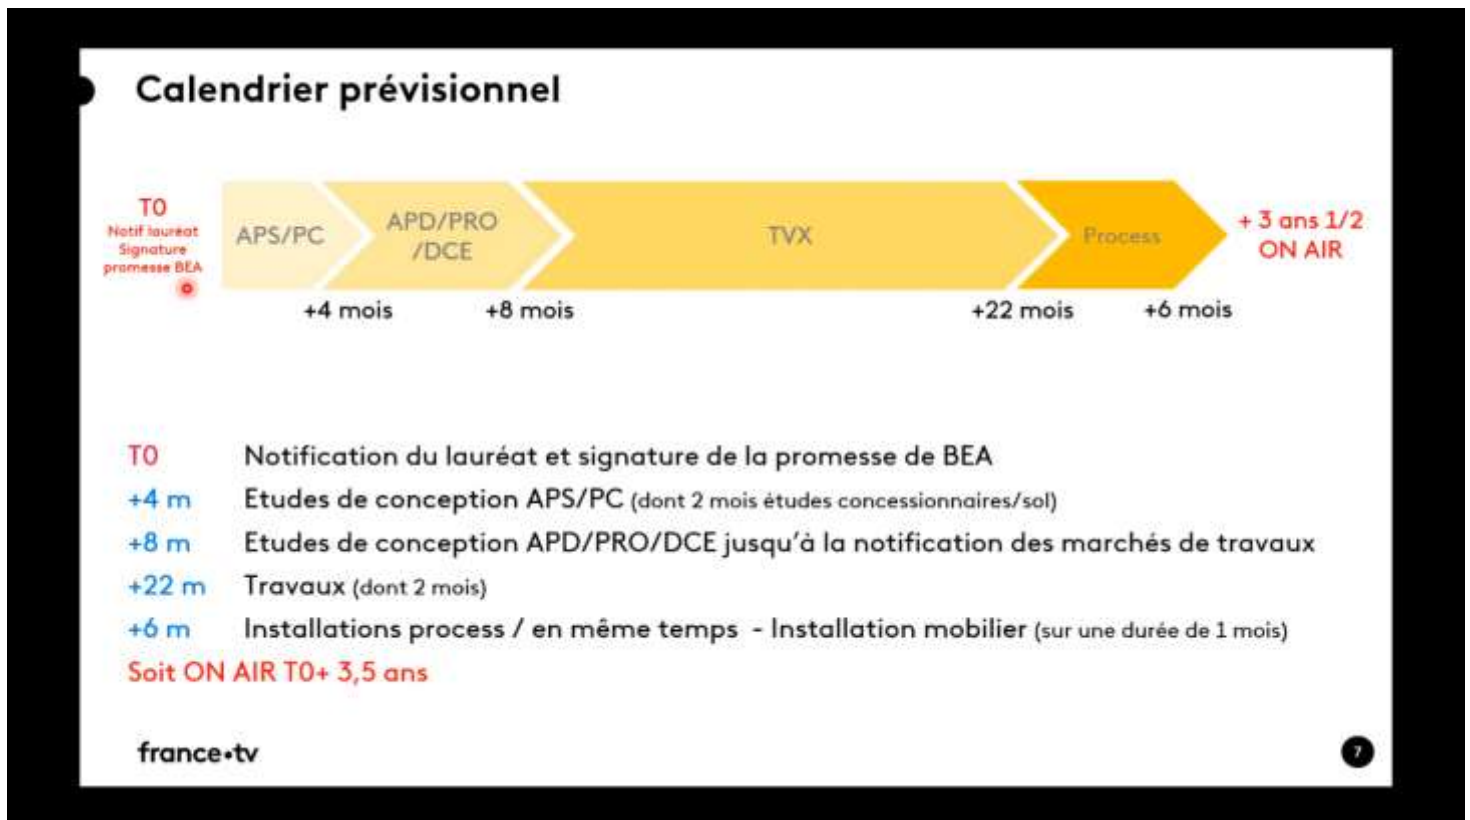 Calendrier prévisionnel
T0
Notif lauréat
Signature
promesse BEA
APS/PC
APD/PRO
/DCE
TVX
Process
+ 3 ans 1/2
ON AIR
+4 mois
+8 mois
+22 mois
+6 mois
T0 Notification du lauréat et signature de la promesse de BEA
+4 m Etudes de conception APS/PC (dont 2 mois études concessionnaires/sol)
+8 m Etudes de conception APD/PRO/DCE jusqu'à la notification des marchés de travaux
+22 m Travaux (dont 2 mois)
+6 m Installations process / en même temps - Installation mobilier (sur une durée de 1 mois)
Soit ON AIR T0+ 3,5 ans
france•tv
7